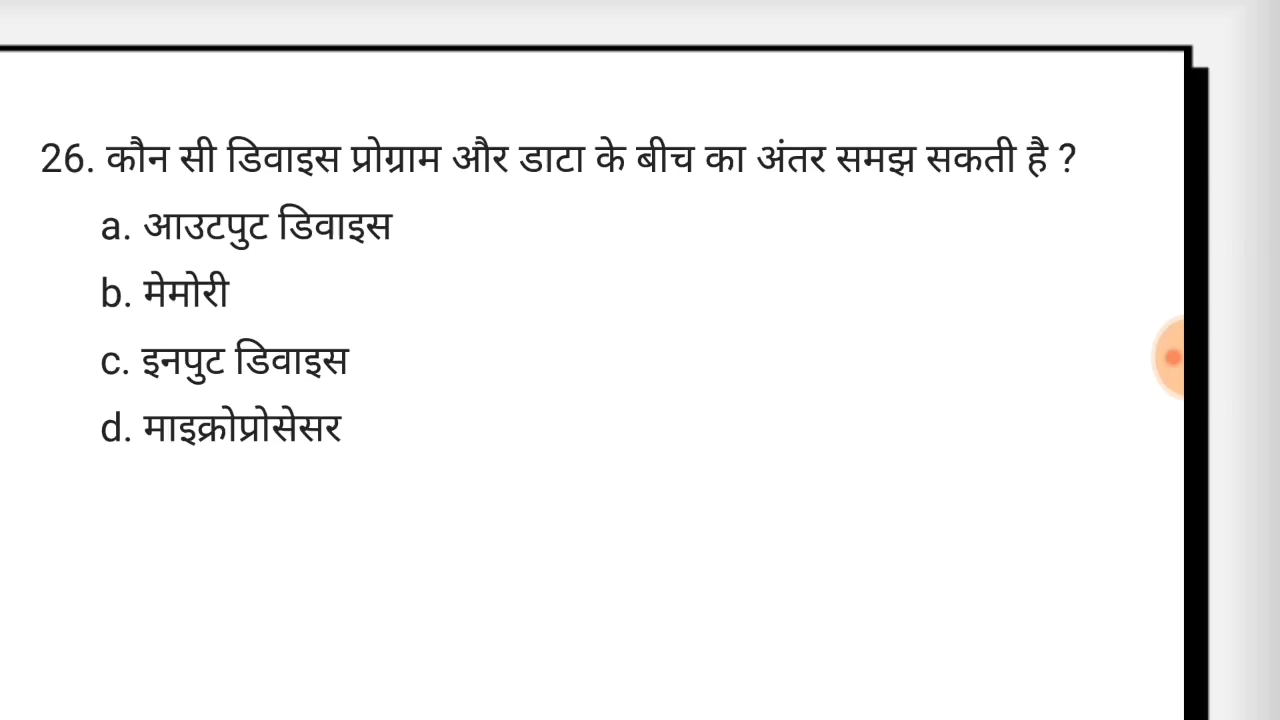 26. कौन सी डिवाइस प्रोग्राम और डाटा के बीच का अंतर समझ सकती है ?
a. आउटपुट डिवाइस
b. मेमोरी
c. इनपुट डिवाइस
d. माइक्रोप्रोसेसर